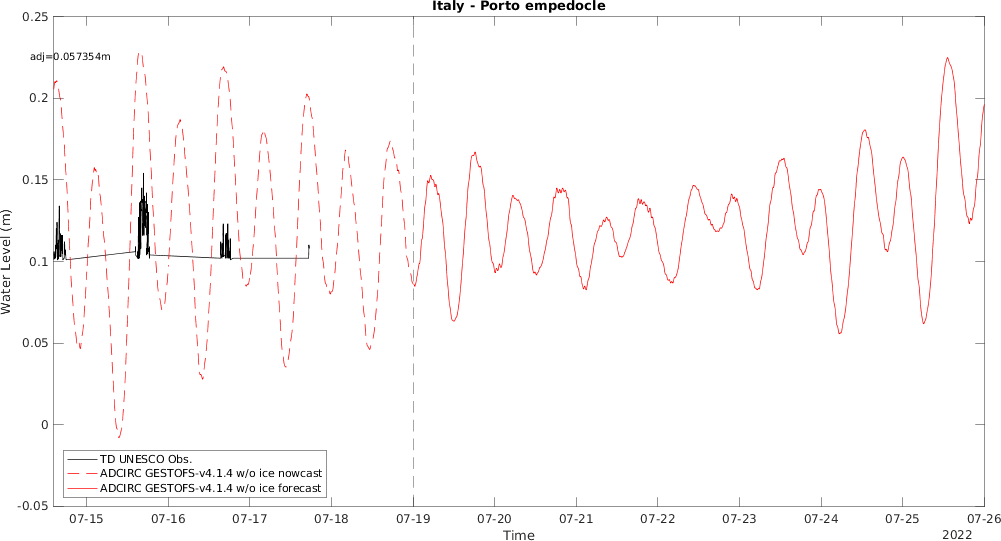 Italy - Porto empedocle
0.25
adj=0.057354m
0.2
0.15
0.1
0.05
0
-0.05
Water Level (m)
TD UNESCO Obs.
ADCIRC GESTOFS-v4.1.4 w/o ice nowcast
ADCIRC GESTOFS-v4.1.4 w/o ice forecast
07-15 07-16 07-17 07-18 07-19 07-20 07-21 07-22 07-23 07-24 07-25 07-26
Time
2022